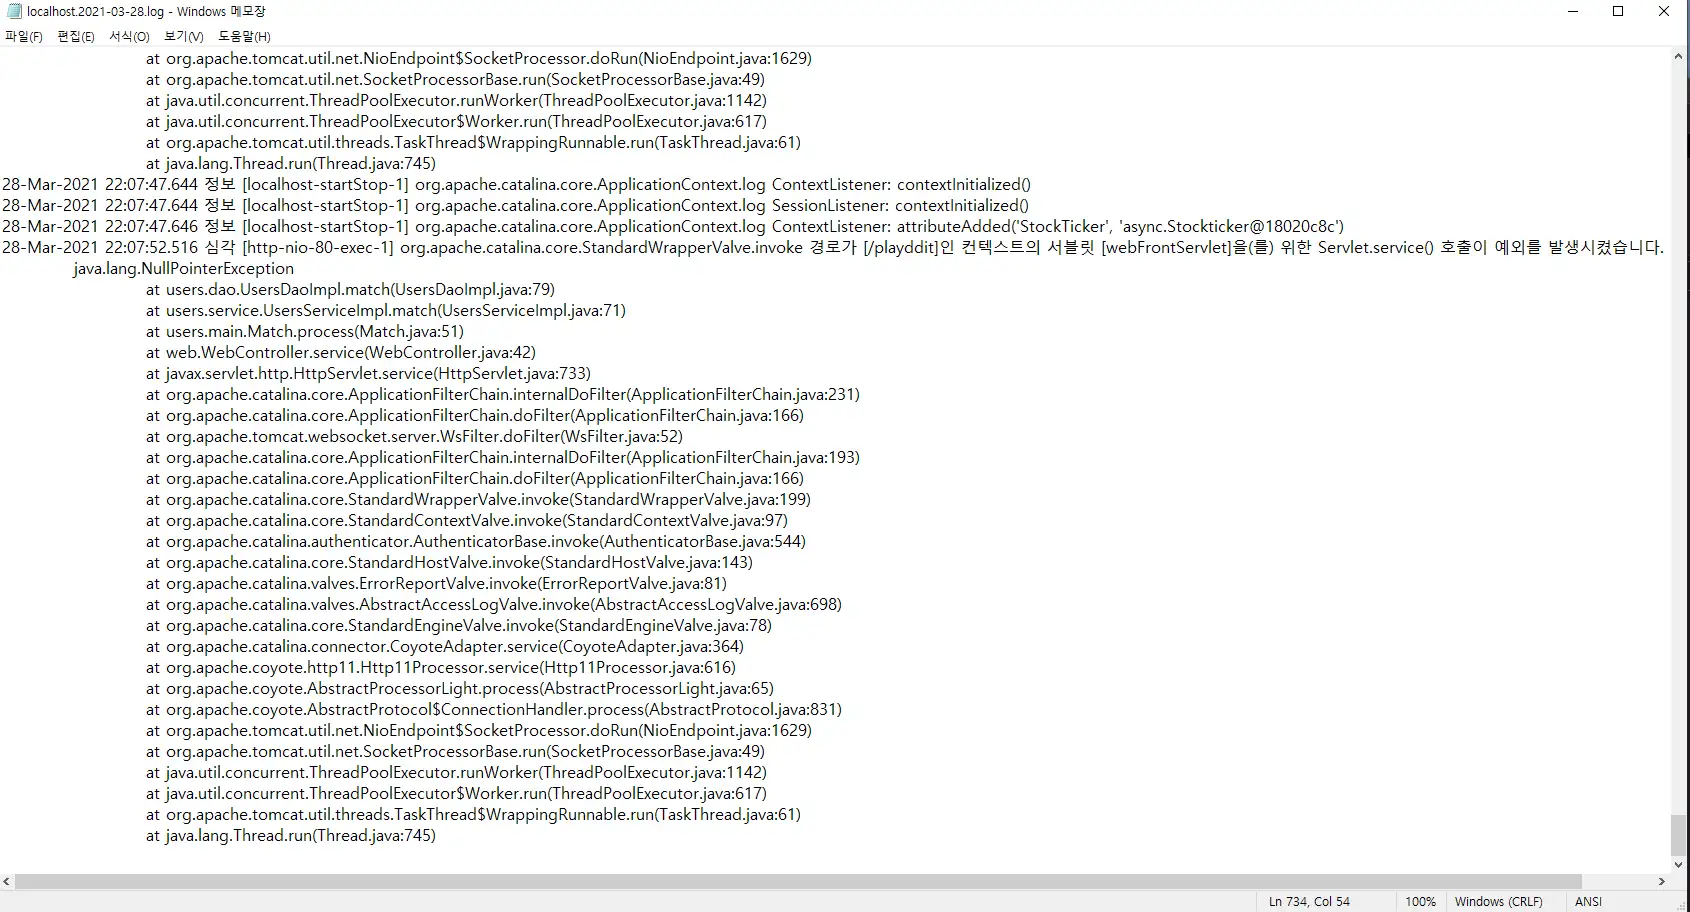 localhost.2021-03-28.log - Windows 메모장
파일(F) 편집(E) 서식(O) 보기(V) 도움말(H)
at org.apache.tomcat.util.net.NioEndpoint$SocketProcessor.doRun(NioEndpoint.java:1629)
at org.apache.tomcat.util.net.SocketProcessorBase.run(SocketProcessorBase.java:49)
at java.util.concurrent.ThreadPoolExecutor.runWorker(ThreadPoolExecutor.java:1142)
at java.util.concurrent.ThreadPoolExecutor$Worker.run(ThreadPoolExecutor.java:617)
at org.apache.tomcat.util.threads.TaskThread$WrappingRunnable.run(TaskThread.java:61)
at java.lang.Thread.run(Thread.java:745)
28-Mar-2021 22:07:47.644 정보 [localhost-startStop-1] org.apache.catalina.core.ApplicationContext.log ContextListener: contextInitialized()
28-Mar-2021 22:07:47.644 정보 [localhost-startStop-1] org.apache.catalina.core.ApplicationContext.log SessionListener: contextInitialized()
28-Mar-2021 22:07:47.646 정보 [localhost-startStop-1] org.apache.catalina.core.ApplicationContext.log ContextListener: attributeAdded('StockTicker', 'async.Stockticker@18020c8c')
28-Mar-2021 22:07:52.516 심각 [http-nio-80-exec-1] org.apache.catalina.core.StandardWrapperValve.invoke 경로가 [/playddit]인 컨텍스트의 서블릿 [webFrontServlet]을(를) 위한 Servlet.service() 호출이 예외를 발생시켰습니다.
java.lang.NullPointerException
at users.dao.UsersDaoImpl.match(UsersDaoImpl.java:79)
at users.service.UsersServiceImpl.match(UsersServiceImpl.java:71)
at users.main.Match.process(Match.java:51)
at web.WebController.service(WebController.java:42)
at javax.servlet.http.HttpServlet.service(HttpServlet.java:733)
at org.apache.catalina.core.ApplicationFilterChain.internalDoFilter(ApplicationFilterChain.java:231)
at org.apache.catalina.core.ApplicationFilterChain.doFilter(ApplicationFilterChain.java:166)
at org.apache.tomcat.websocket.server.WsFilter.doFilter(WsFilter.java:52)
at org.apache.catalina.core.ApplicationFilterChain.internalDoFilter(ApplicationFilterChain.java:193)
at org.apache.catalina.core.ApplicationFilterChain.doFilter(ApplicationFilterChain.java:166)
at org.apache.catalina.core.StandardWrapperValve.invoke(StandardWrapperValve.java:199)
at org.apache.catalina.core.StandardContextValve.invoke(StandardContextValve.java:97)
at org.apache.catalina.authenticator.AuthenticatorBase.invoke(AuthenticatorBase.java:544)
at org.apache.catalina.core.StandardHostValve.invoke(StandardHostValve.java:143)
at org.apache.catalina.valves.ErrorReportValve.invoke(ErrorReportValve.java:81)
at org.apache.catalina.valves.AbstractAccessLogValve.invoke(AbstractAccessLogValve.java:698)
at org.apache.catalina.core.StandardEngineValve.invoke(StandardEngineValve.java:78)
at org.apache.catalina.connector.CoyoteAdapter.service(CoyoteAdapter.java:364)
at org.apache.coyote.http11.Http11Processor.service(Http11Processor.java:616)
at org.apache.coyote.AbstractProcessorLight.process(AbstractProcessorLight.java:65)
at org.apache.coyote.AbstractProtocol$ConnectionHandler.process(AbstractProtocol.java:831)
at org.apache.tomcat.util.net.NioEndpoint$SocketProcessor.doRun(NioEndpoint.java:1629)
at org.apache.tomcat.util.net.SocketProcessorBase.run(SocketProcessorBase.java:49)
at java.util.concurrent.ThreadPoolExecutor.runWorker(ThreadPoolExecutor.java:1142)
at java.util.concurrent.ThreadPoolExecutor$Worker.run(ThreadPoolExecutor.java:617)
at org.apache.tomcat.util.threads.TaskThread$WrappingRunnable.run(TaskThread.java:61)
at java.lang.Thread.run(Thread.java:745)
Ln 734, Col 54 100% Windows (CRLF) ANSI